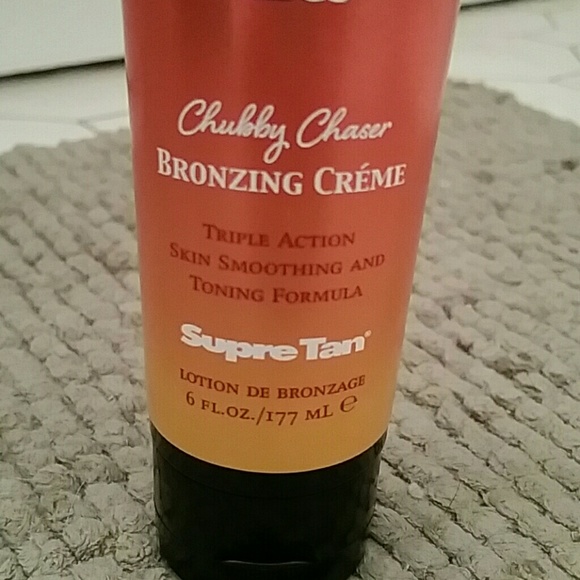 Chubby Chaser
BRONZING CRÉME
TRIPLE ACTION
SKIN SMOOTHING AND
TONING FORMULA
Supre Tan®
LOTION DE BRONZAGE
6 FL.OZ./177 ML ℮